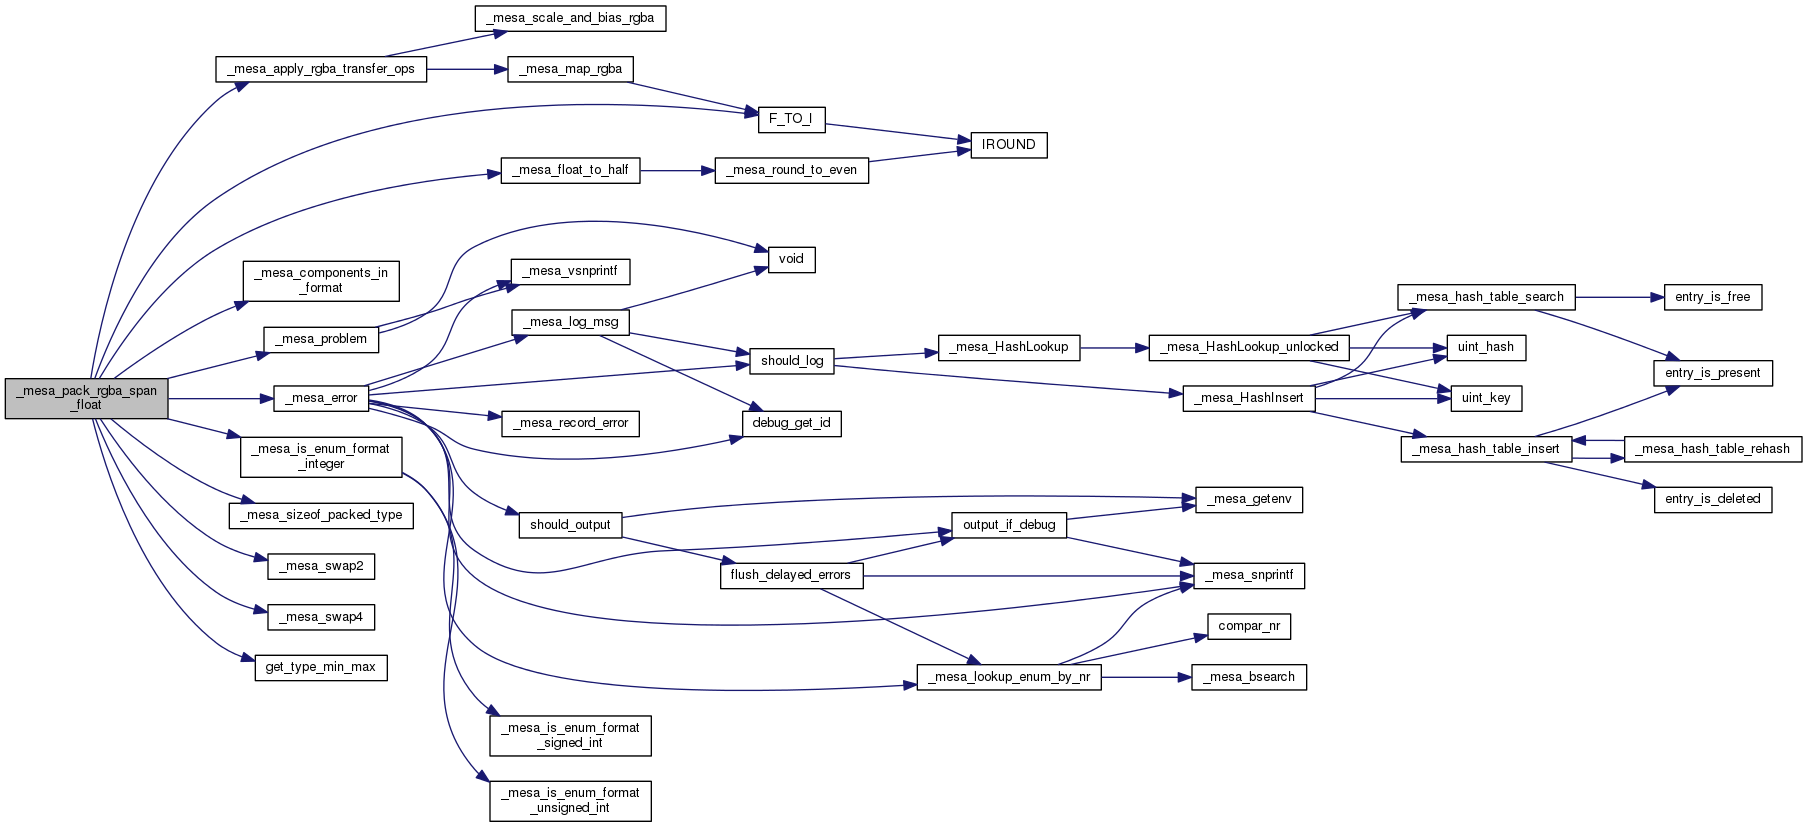 _mesa_scale_and_bias_rgba
_mesa_apply_rgba_transfer_ops
_mesa_map_rgba
F_TO_I
IROUND
_mesa_float_to_half
_mesa_round_to_even
void
_mesa_components_in
_format
_mesa_vsnprintf
_mesa_problem
_mesa_log_msg
should_log
_mesa_HashLookup
_mesa_HashLookup_unlocked
_mesa_hash_table_search
entry_is_free
uint_hash
entry_is_present
_mesa_pack_rgba_span
_float
_mesa_error
_mesa_HashInsert
uint_key
_mesa_record_error
debug_get_id
_mesa_is_enum_format
_integer
_mesa_hash_table_insert
_mesa_hash_table_rehash
entry_is_deleted
_mesa_sizeof_packed_type
should_output
output_if_debug
_mesa_getenv
_mesa_swap2
flush_delayed_errors
_mesa_snprintf
_mesa_swap4
compar_nr
get_type_min_max
_mesa_lookup_enum_by_nr
_mesa_bsearch
_mesa_is_enum_format
_signed_int
_mesa_is_enum_format
_unsigned_int